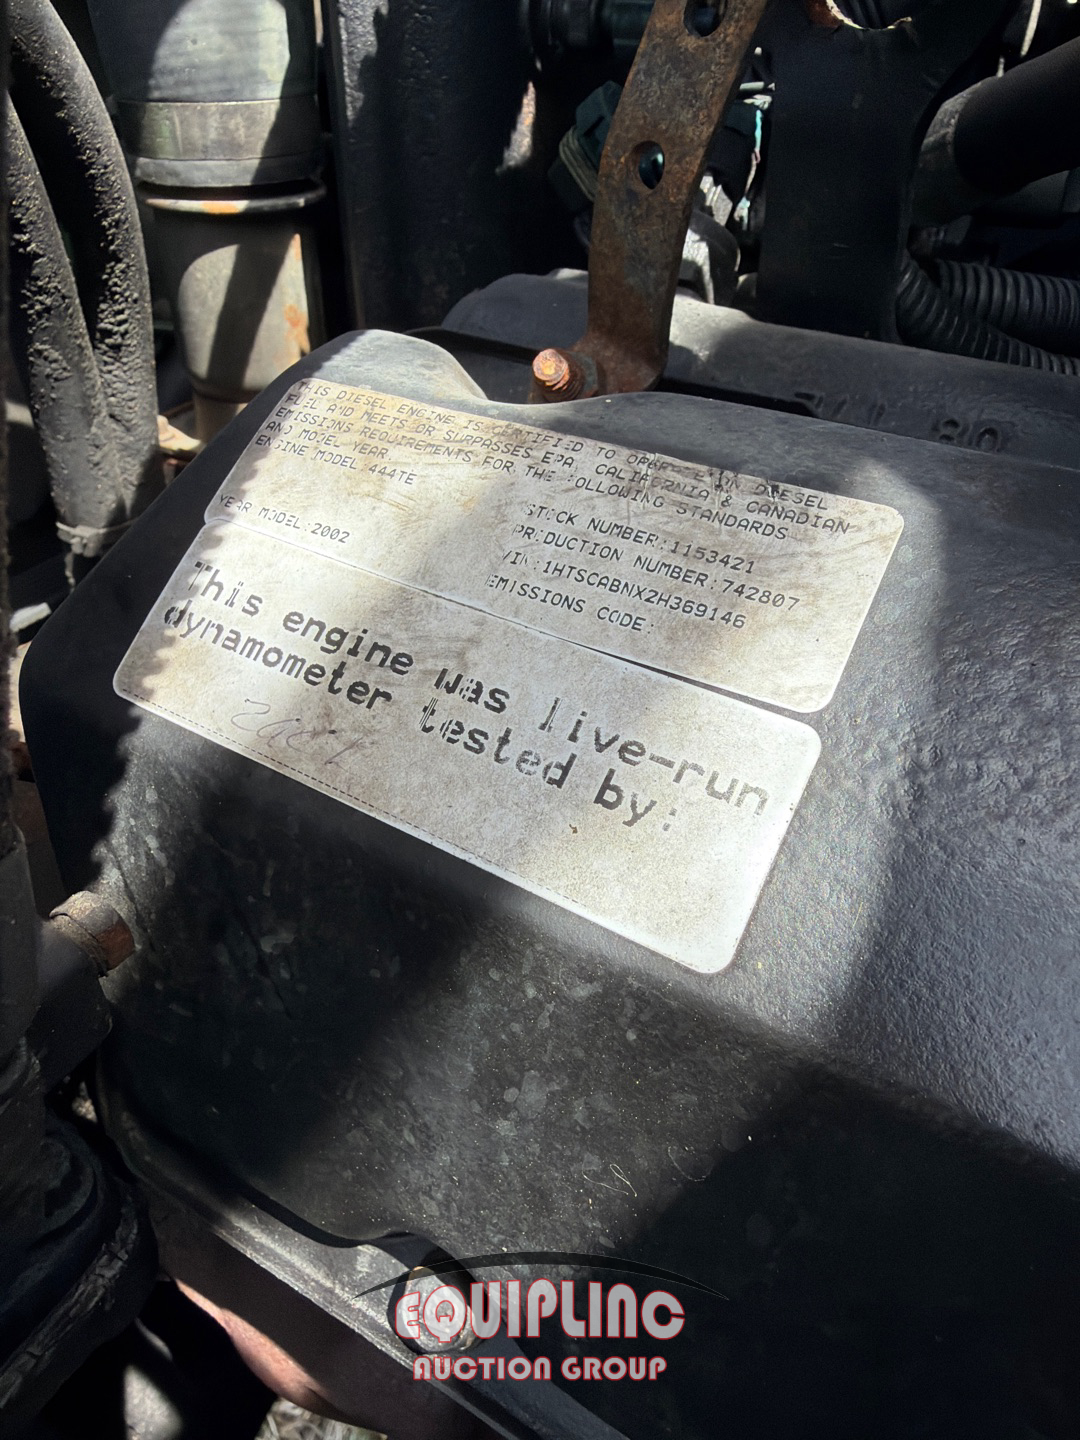 THIS DIESEL ENGINE IS CERTIFIED TO OPERATE ON DIESEL
FUEL AND MEETS OR SURPASSES EPA, CALIFORNIA & CANADIAN
EMISSIONS REQUIREMENTS FOR THE FOLLOWING STANDARDS
AND MODEL YEAR
ENGINE MODEL:444TE
STOCK NUMBER:1153421
PRODUCTION NUMBER:742807
YEAR MODEL:2002
VIN:1HTSCABNX2H369146
EMISSIONS CODE:
This engine was live-run
dynamometer tested by:
EQUIPLINC
AUCTION GROUP